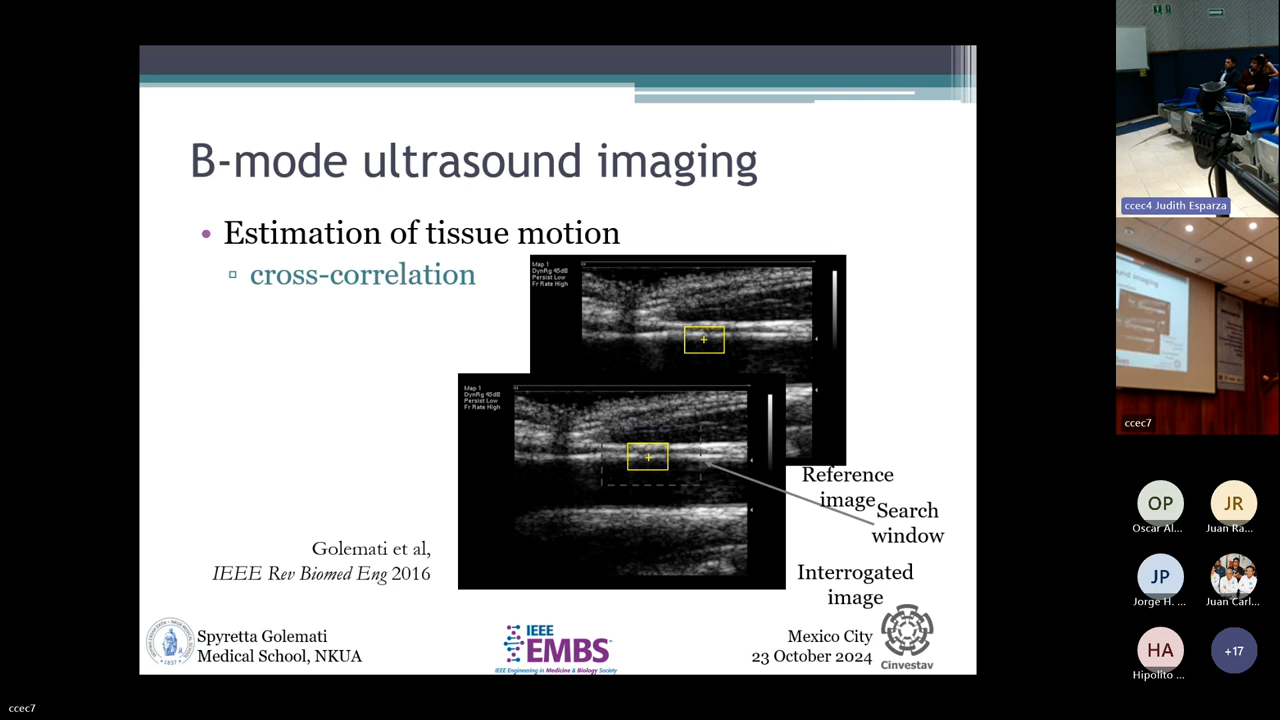 B-mode ultrasound imaging
• Estimation of tissue motion
▫ cross-correlation
Map 1
DynRg 45dB
Persist Low
Fr Rate High
Map 1
DynRg 45dB
Persist Low
Fr Rate High
Reference
image
Search
window
Interrogated
image
Golemati et al,
IEEE Rev Biomed Eng 2016
Spyretta Golemati
Medical School, NKUA
IEEE
EMBS
IEEE Engineering in Medicine & Biology Society
Mexico City
23 October 2024
Cinvestav
1837
ccec4 Judith Esparza
ccec7
OP
Oscar Al...
JR
Juan Ra...
JP
Jorge H. ...
Juan Carl...
HA
Hipolito ...
+17
ccec7